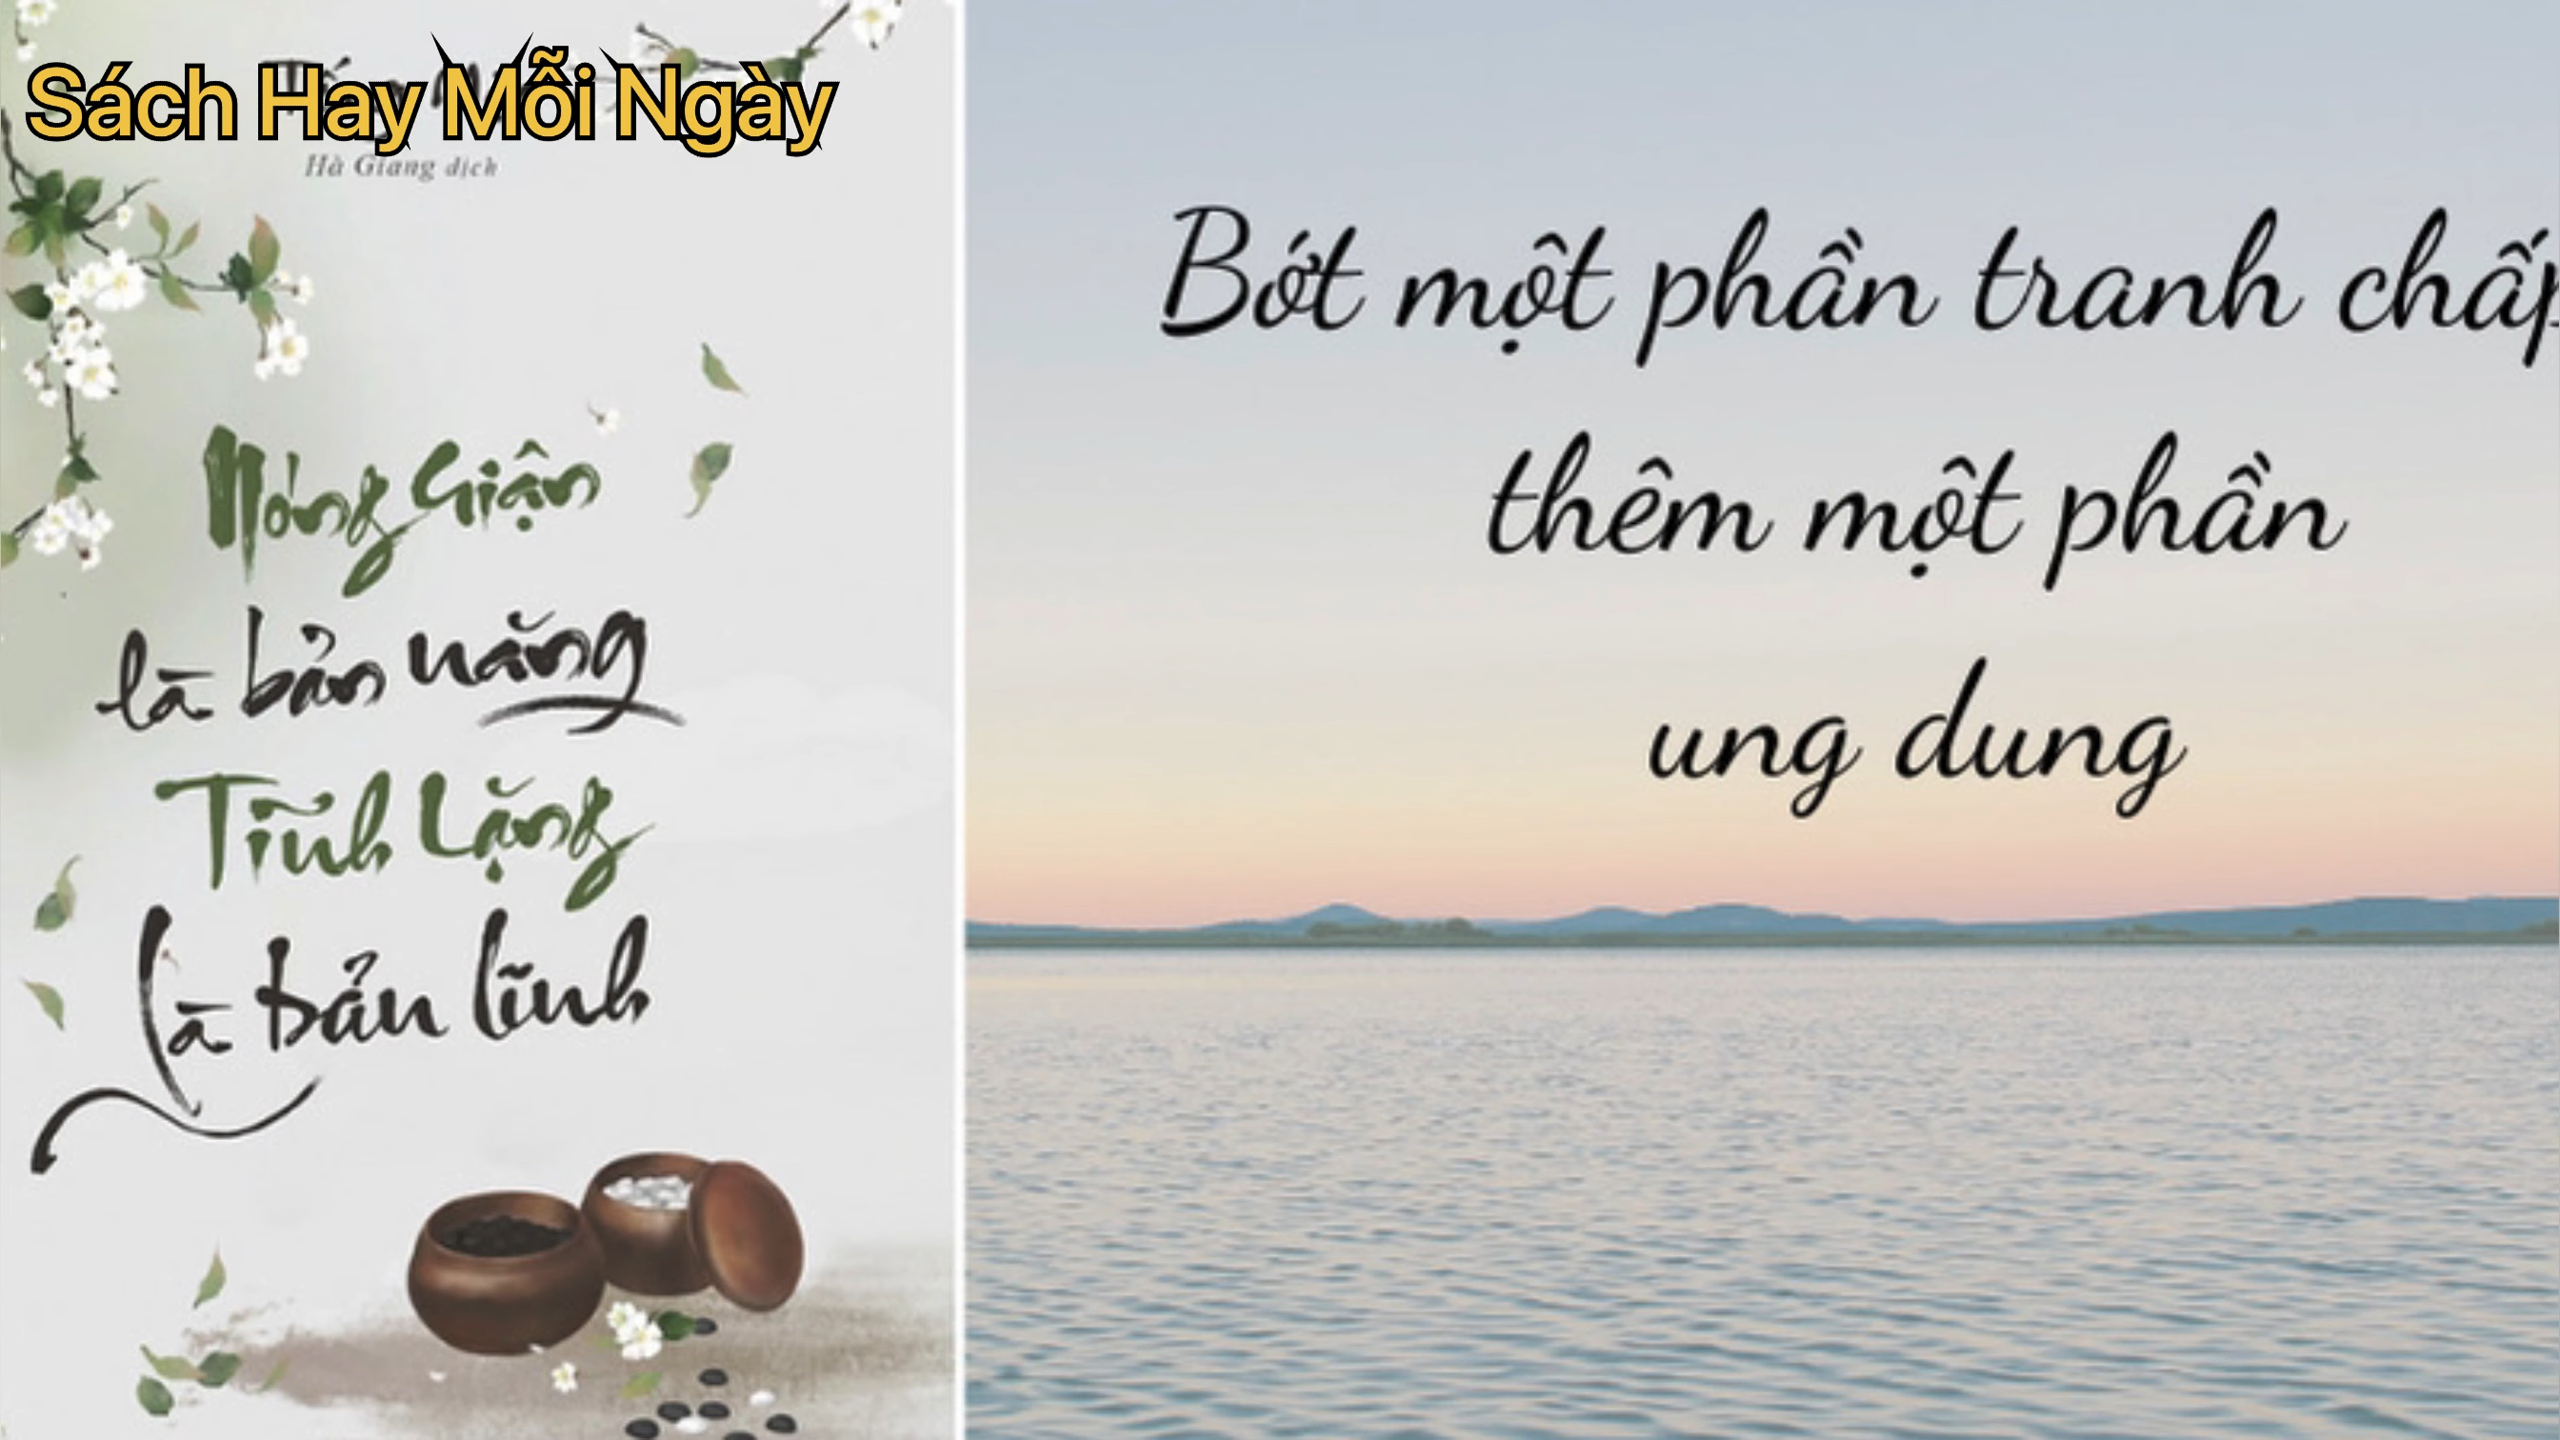 Sách Hay Mỗi Ngày
Hà Giang dịch
Nóng Giận
là bản năng
Tĩnh Lặng
là bản lĩnh
Bớt một phần tranh chấp
thêm một phần
ung dung